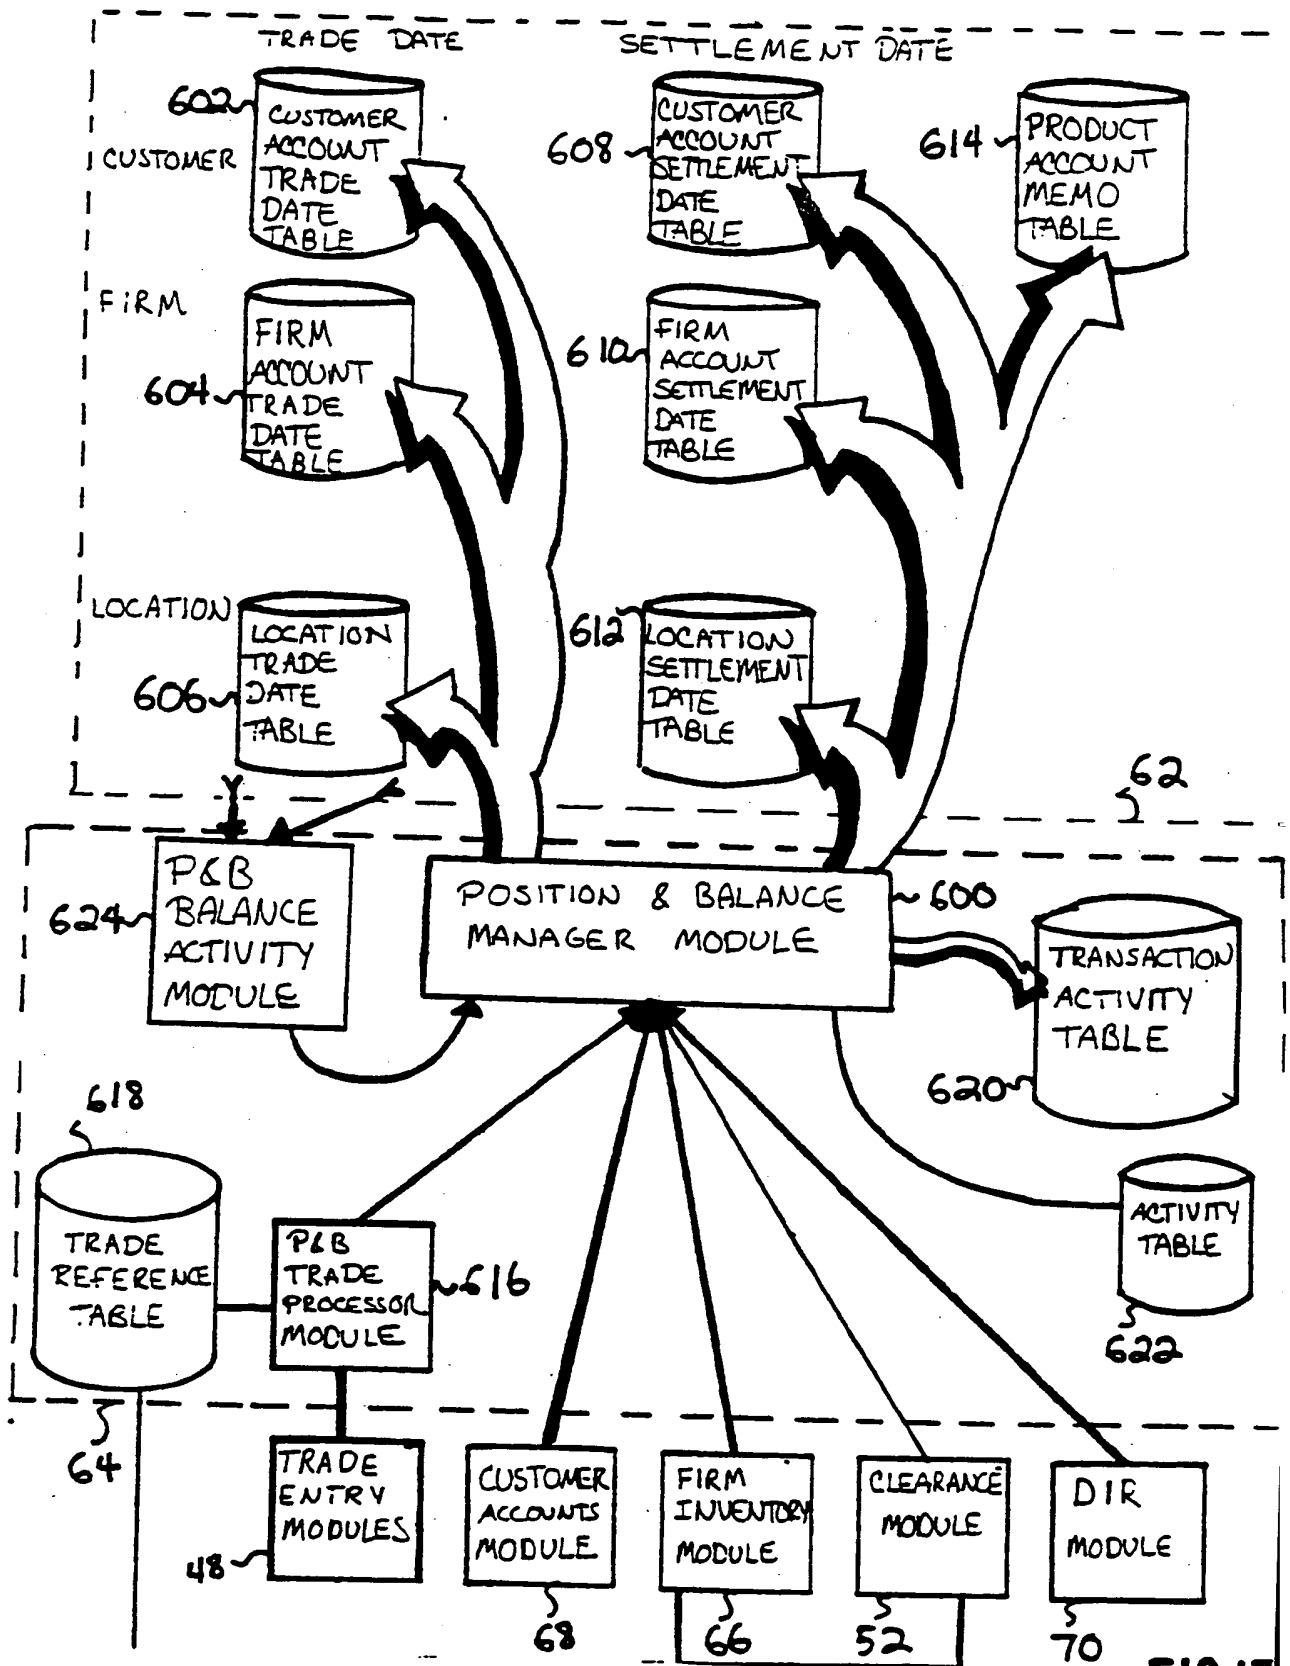 TRADE DATE
SETTLEMENT DATE
602
CUSTOMER
ACCOUNT
TRADE
DATE
TABLE
CUSTOMER
608
CUSTOMER
ACCOUNT
SETTLEMENT
DATE
TABLE
614
PRODUCT
ACCOUNT
MEMO
TABLE
FIRM
604
FIRM
ACCOUNT
TRADE
DATE
TABLE
610
FIRM
ACCOUNT
SETTLEMENT
DATE
TABLE
LOCATION
606
LOCATION
TRADE
DATE
TABLE
612
LOCATION
SETTLEMENT
DATE
TABLE
62
624
P&B
BALANCE
ACTIVITY
MODULE
POSITION & BALANCE
MANAGER MODULE
600
TRANSACTION
ACTIVITY
TABLE
620
618
TRADE
REFERENCE
TABLE
P&B
TRADE
PROCESSOR
MODULE
616
ACTIVITY
TABLE
622
64
TRADE
ENTRY
MODULES
48
CUSTOMER
ACCOUNTS
MODULE
68
FIRM
INVENTORY
MODULE
66
CLEARANCE
MODULE
52
DIR
MODULE
70